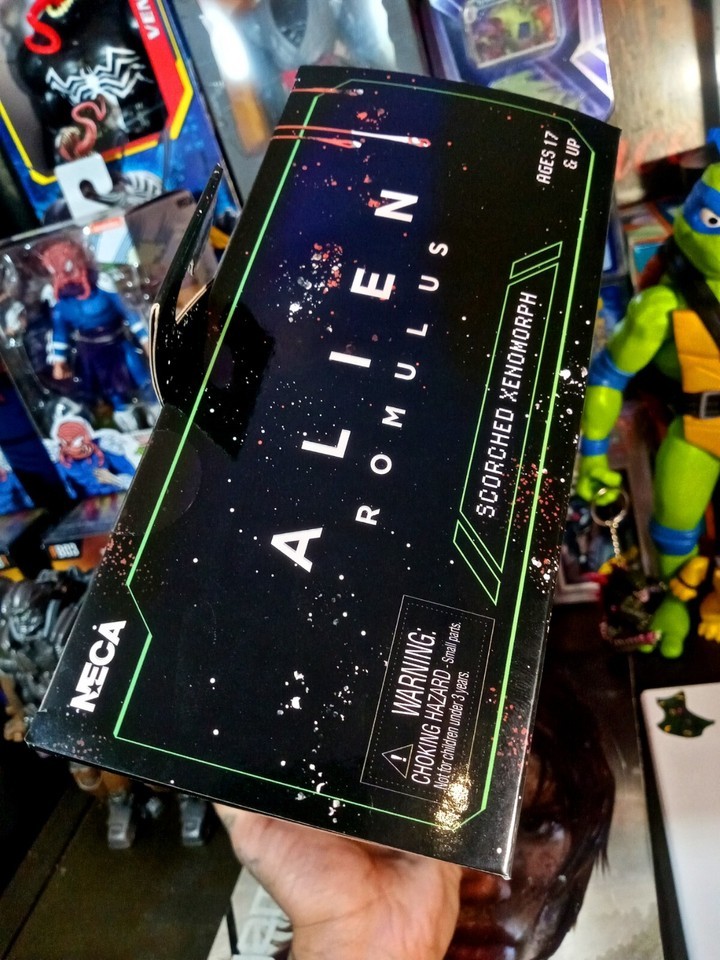 AGES 17
& UP
ALIEN
ROMULUS
SCORCHED XENOMORPH
NECA
WARNING:
CHOKING HAZARD - Small parts.
Not for children under 3 years.
VEN